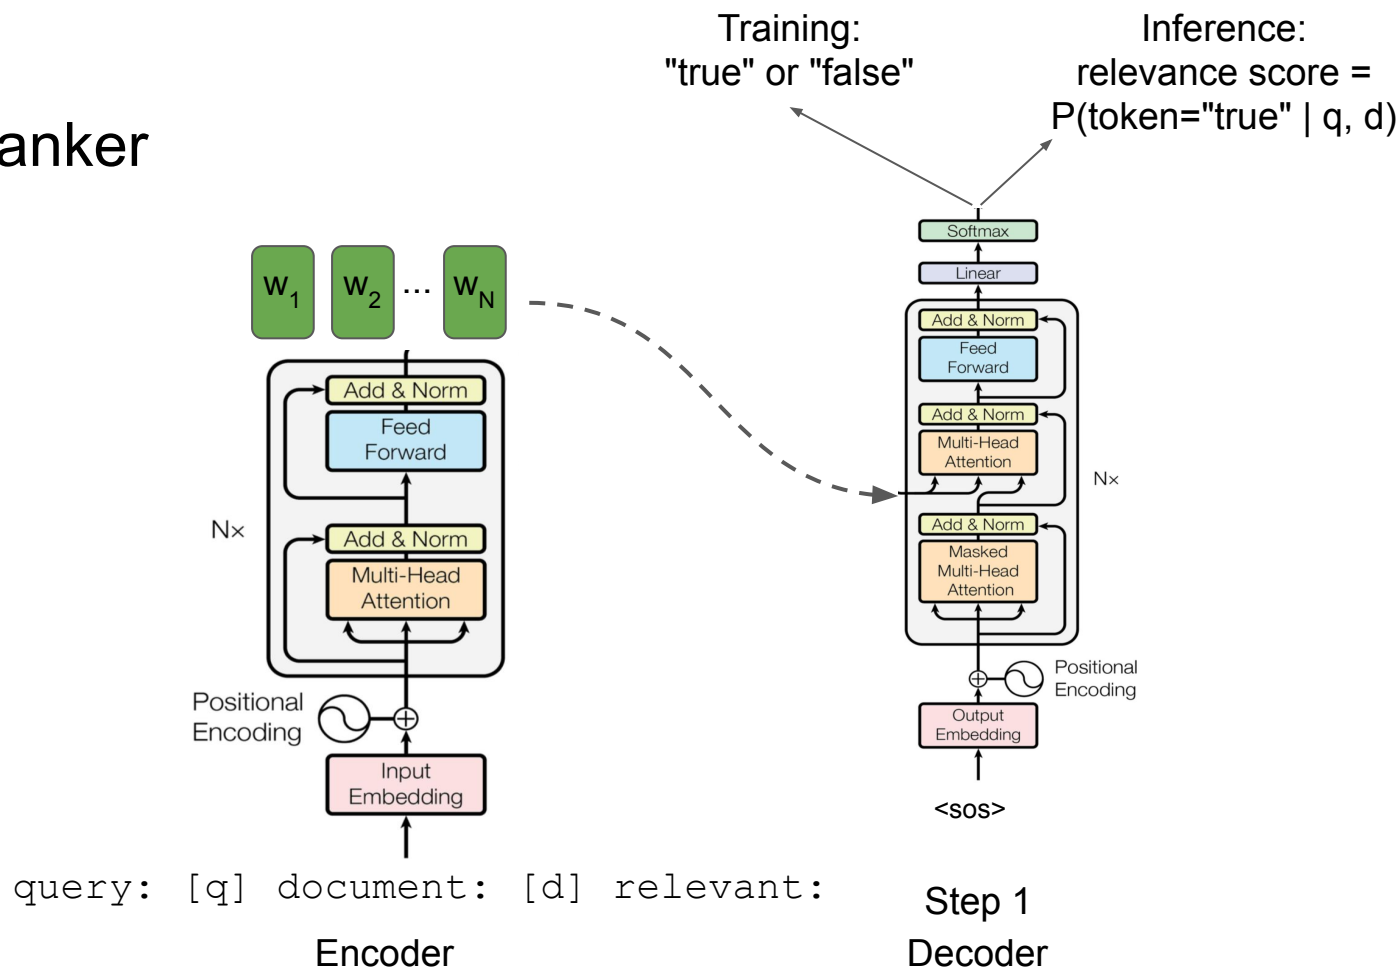 Training:
"true" or "false"
Inference:
relevance score =
P(token="true" | q, d)
anker
W1 W2 ... WN
Add & Norm
Feed
Forward
Nx
Add & Norm
Multi-Head
Attention
Positional
Encoding
Input
Embedding
query: [q] document: [d] relevant:
Encoder
Softmax
Linear
Add & Norm
Feed
Forward
Add & Norm
Multi-Head
Attention
Nx
Add & Norm
Masked
Multi-Head
Attention
Positional
Encoding
Output
Embedding
<sos>
Step 1
Decoder